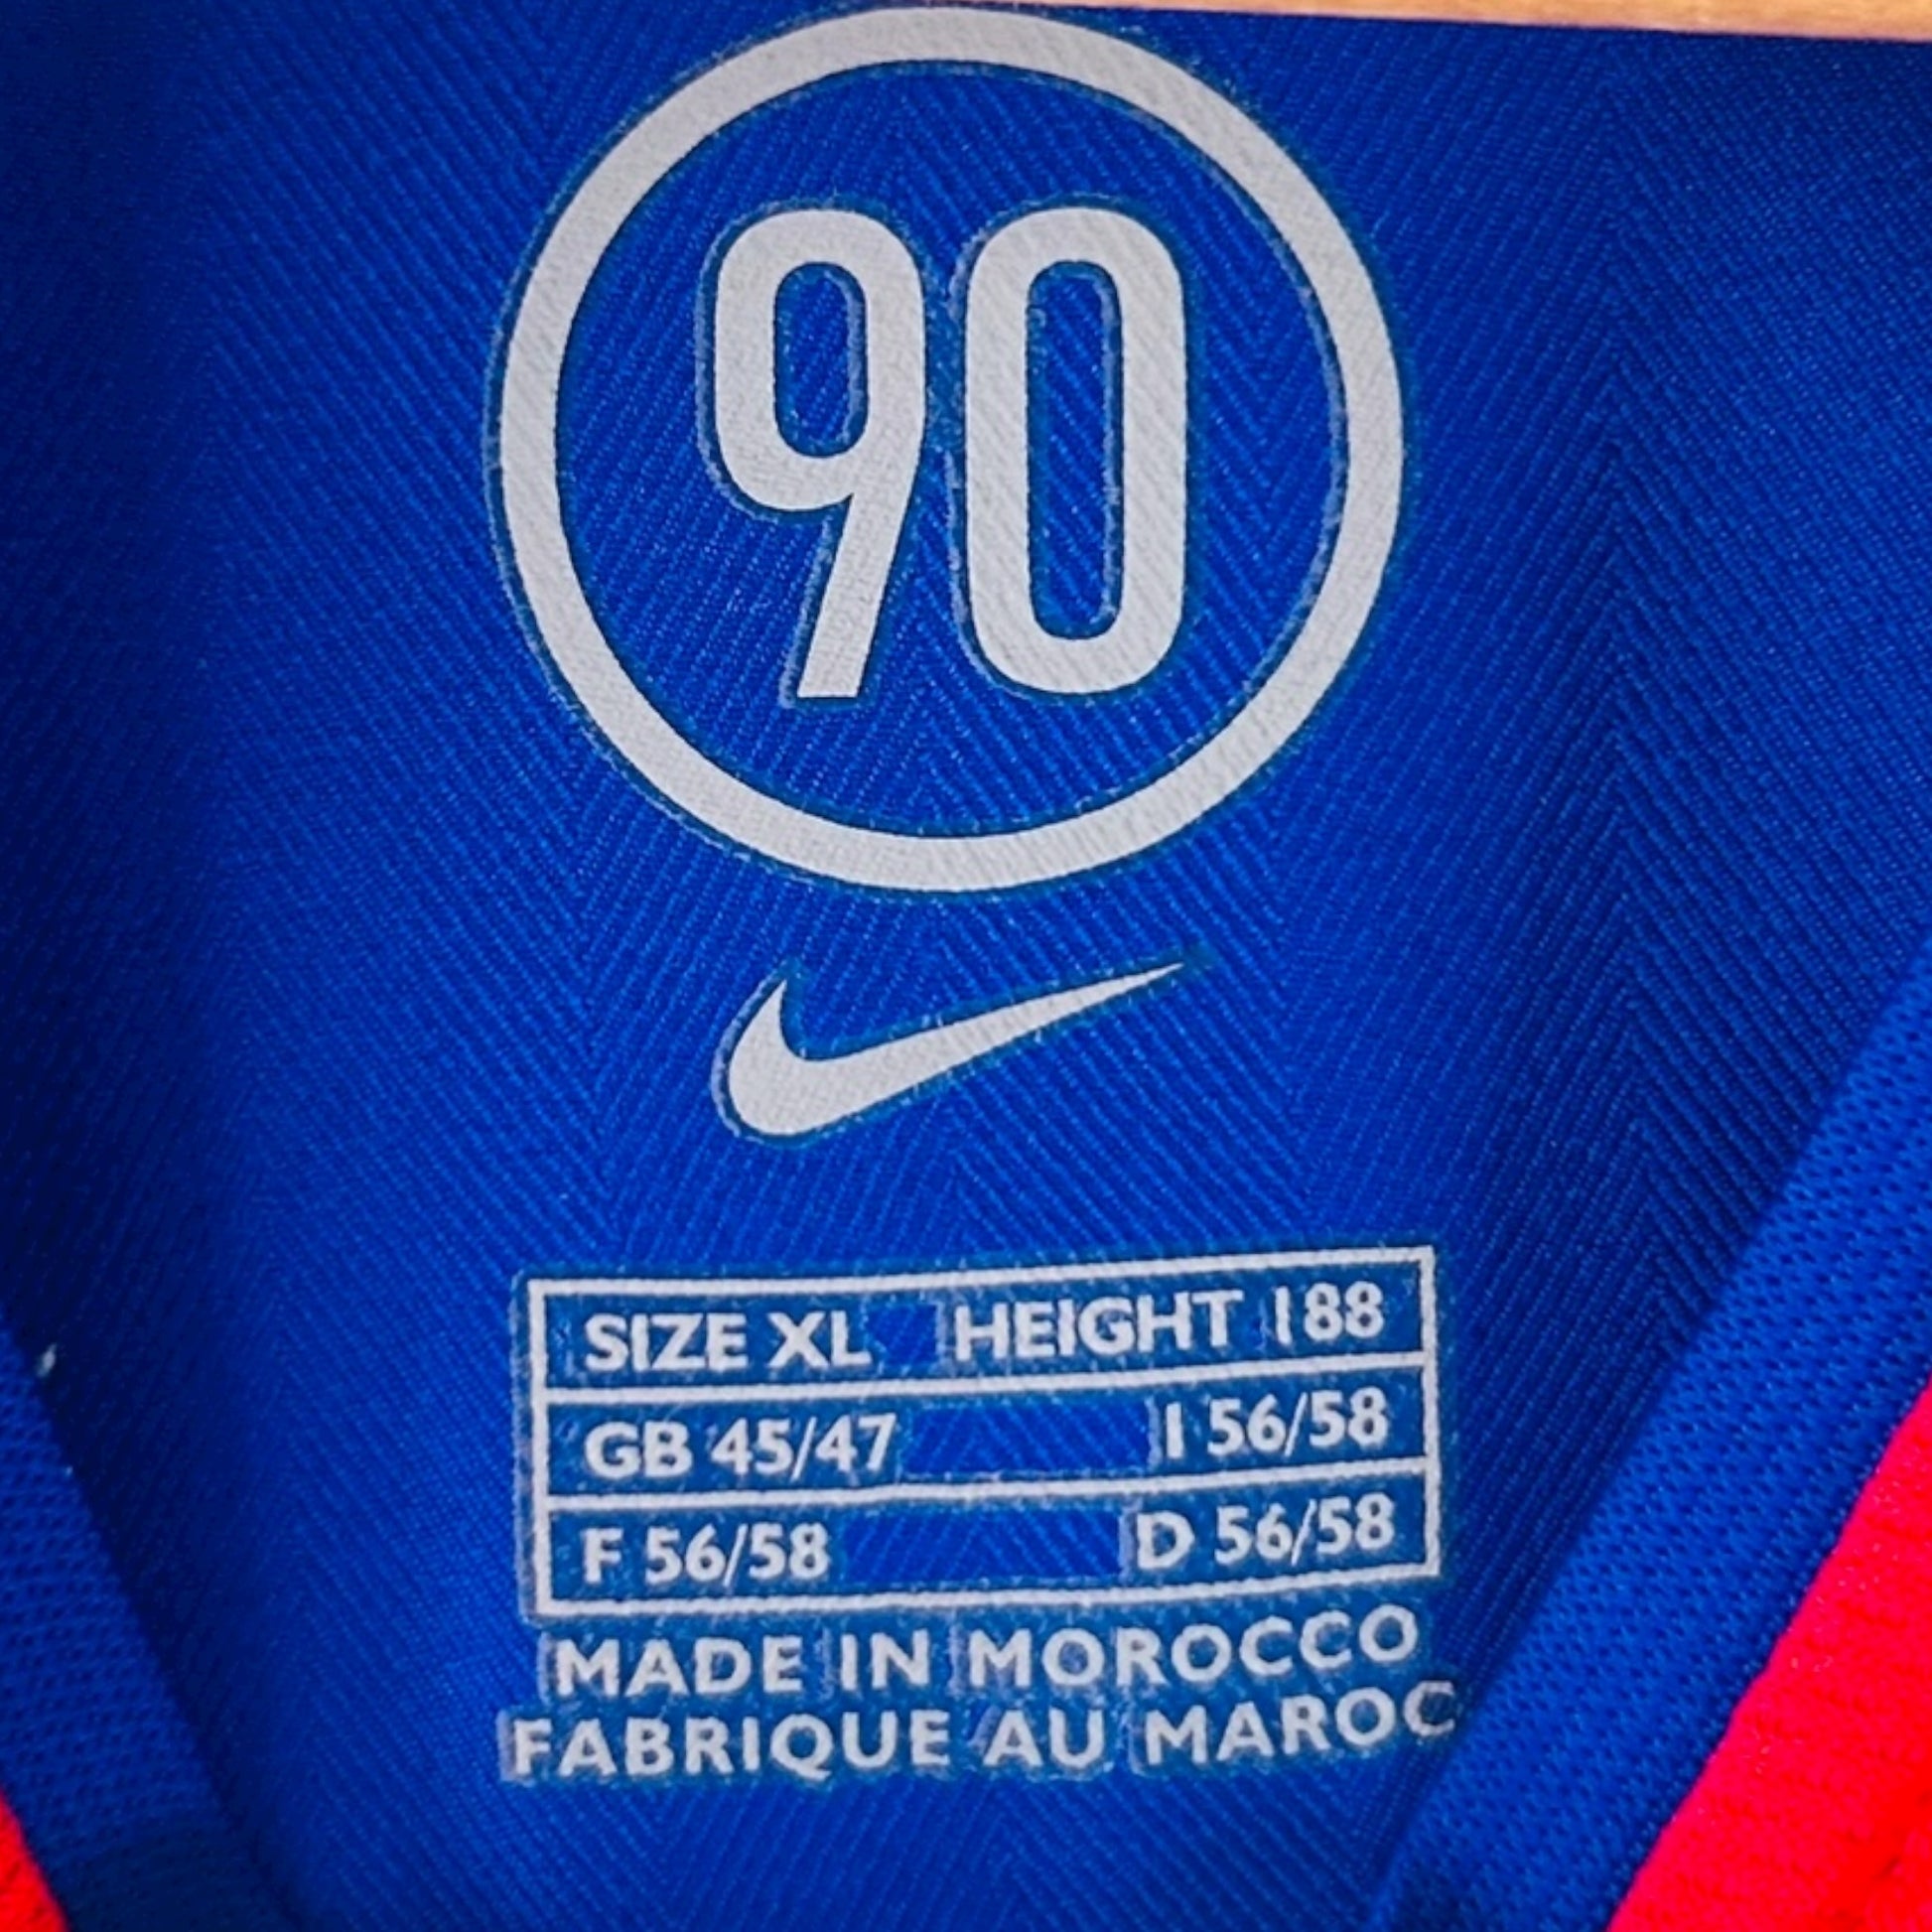 90
SIZE XL HEIGHT 188
GB 45/47 I 56/58
F 56/58 D 56/58
MADE IN MOROCCO
FABRIQUE AU MAROC